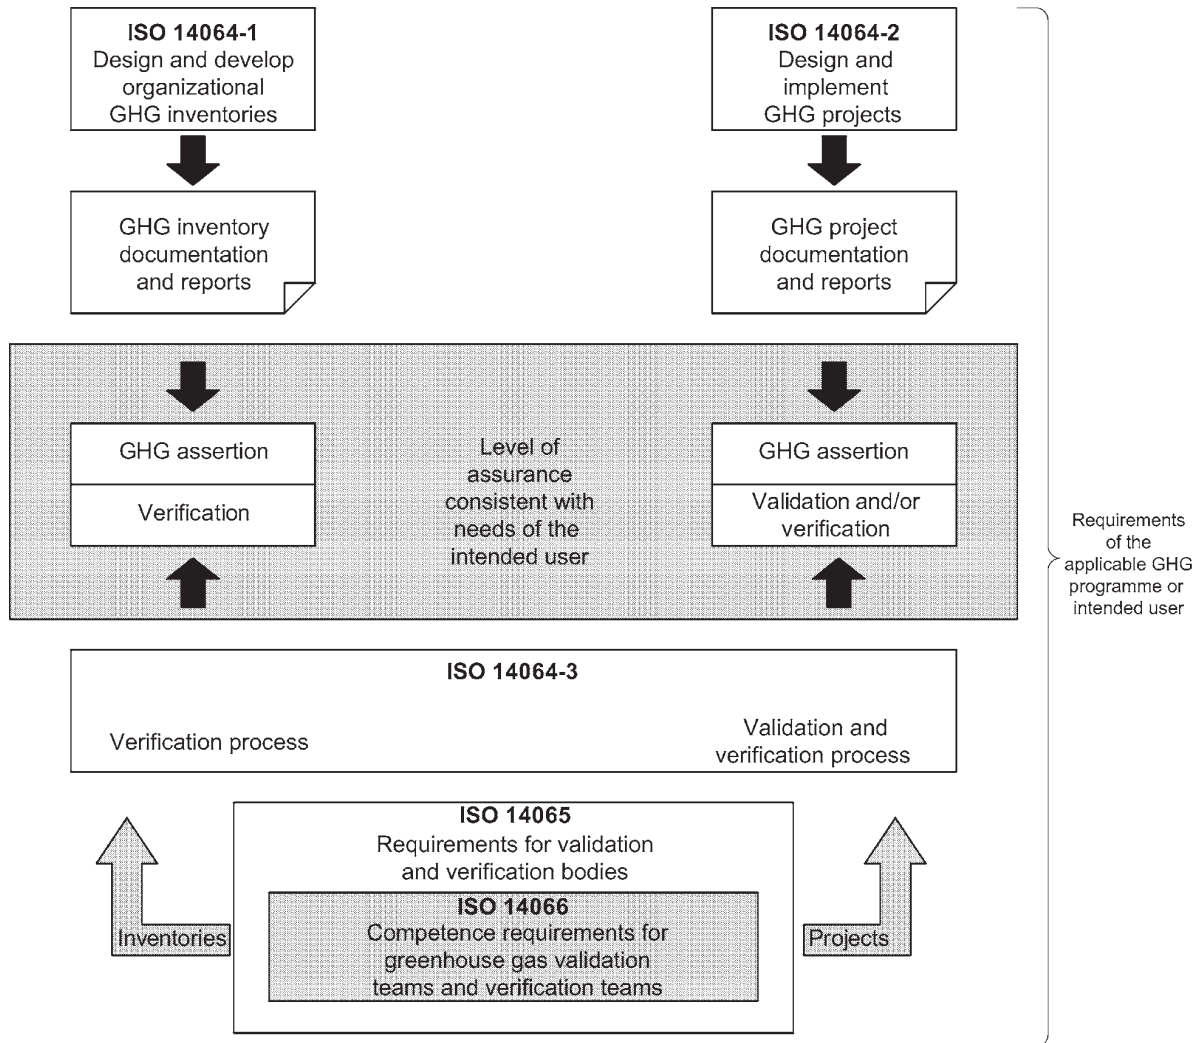 ISO 14064-1
Design and develop
organizational
GHG inventories
ISO 14064-2
Design and
implement
GHG projects
GHG inventory
documentation
and reports
GHG project
documentation
and reports
GHG assertion
Verification
Level of
assurance
consistent with
needs of the
intended user
GHG assertion
Validation and/or
verification
Requirements
of the
applicable GHG
programme or
intended user
ISO 14064-3
Verification process
Validation and
verification process
ISO 14065
Requirements for validation
and verification bodies
ISO 14066
Competence requirements for
greenhouse gas validation
teams and verification teams
Inventories
Projects